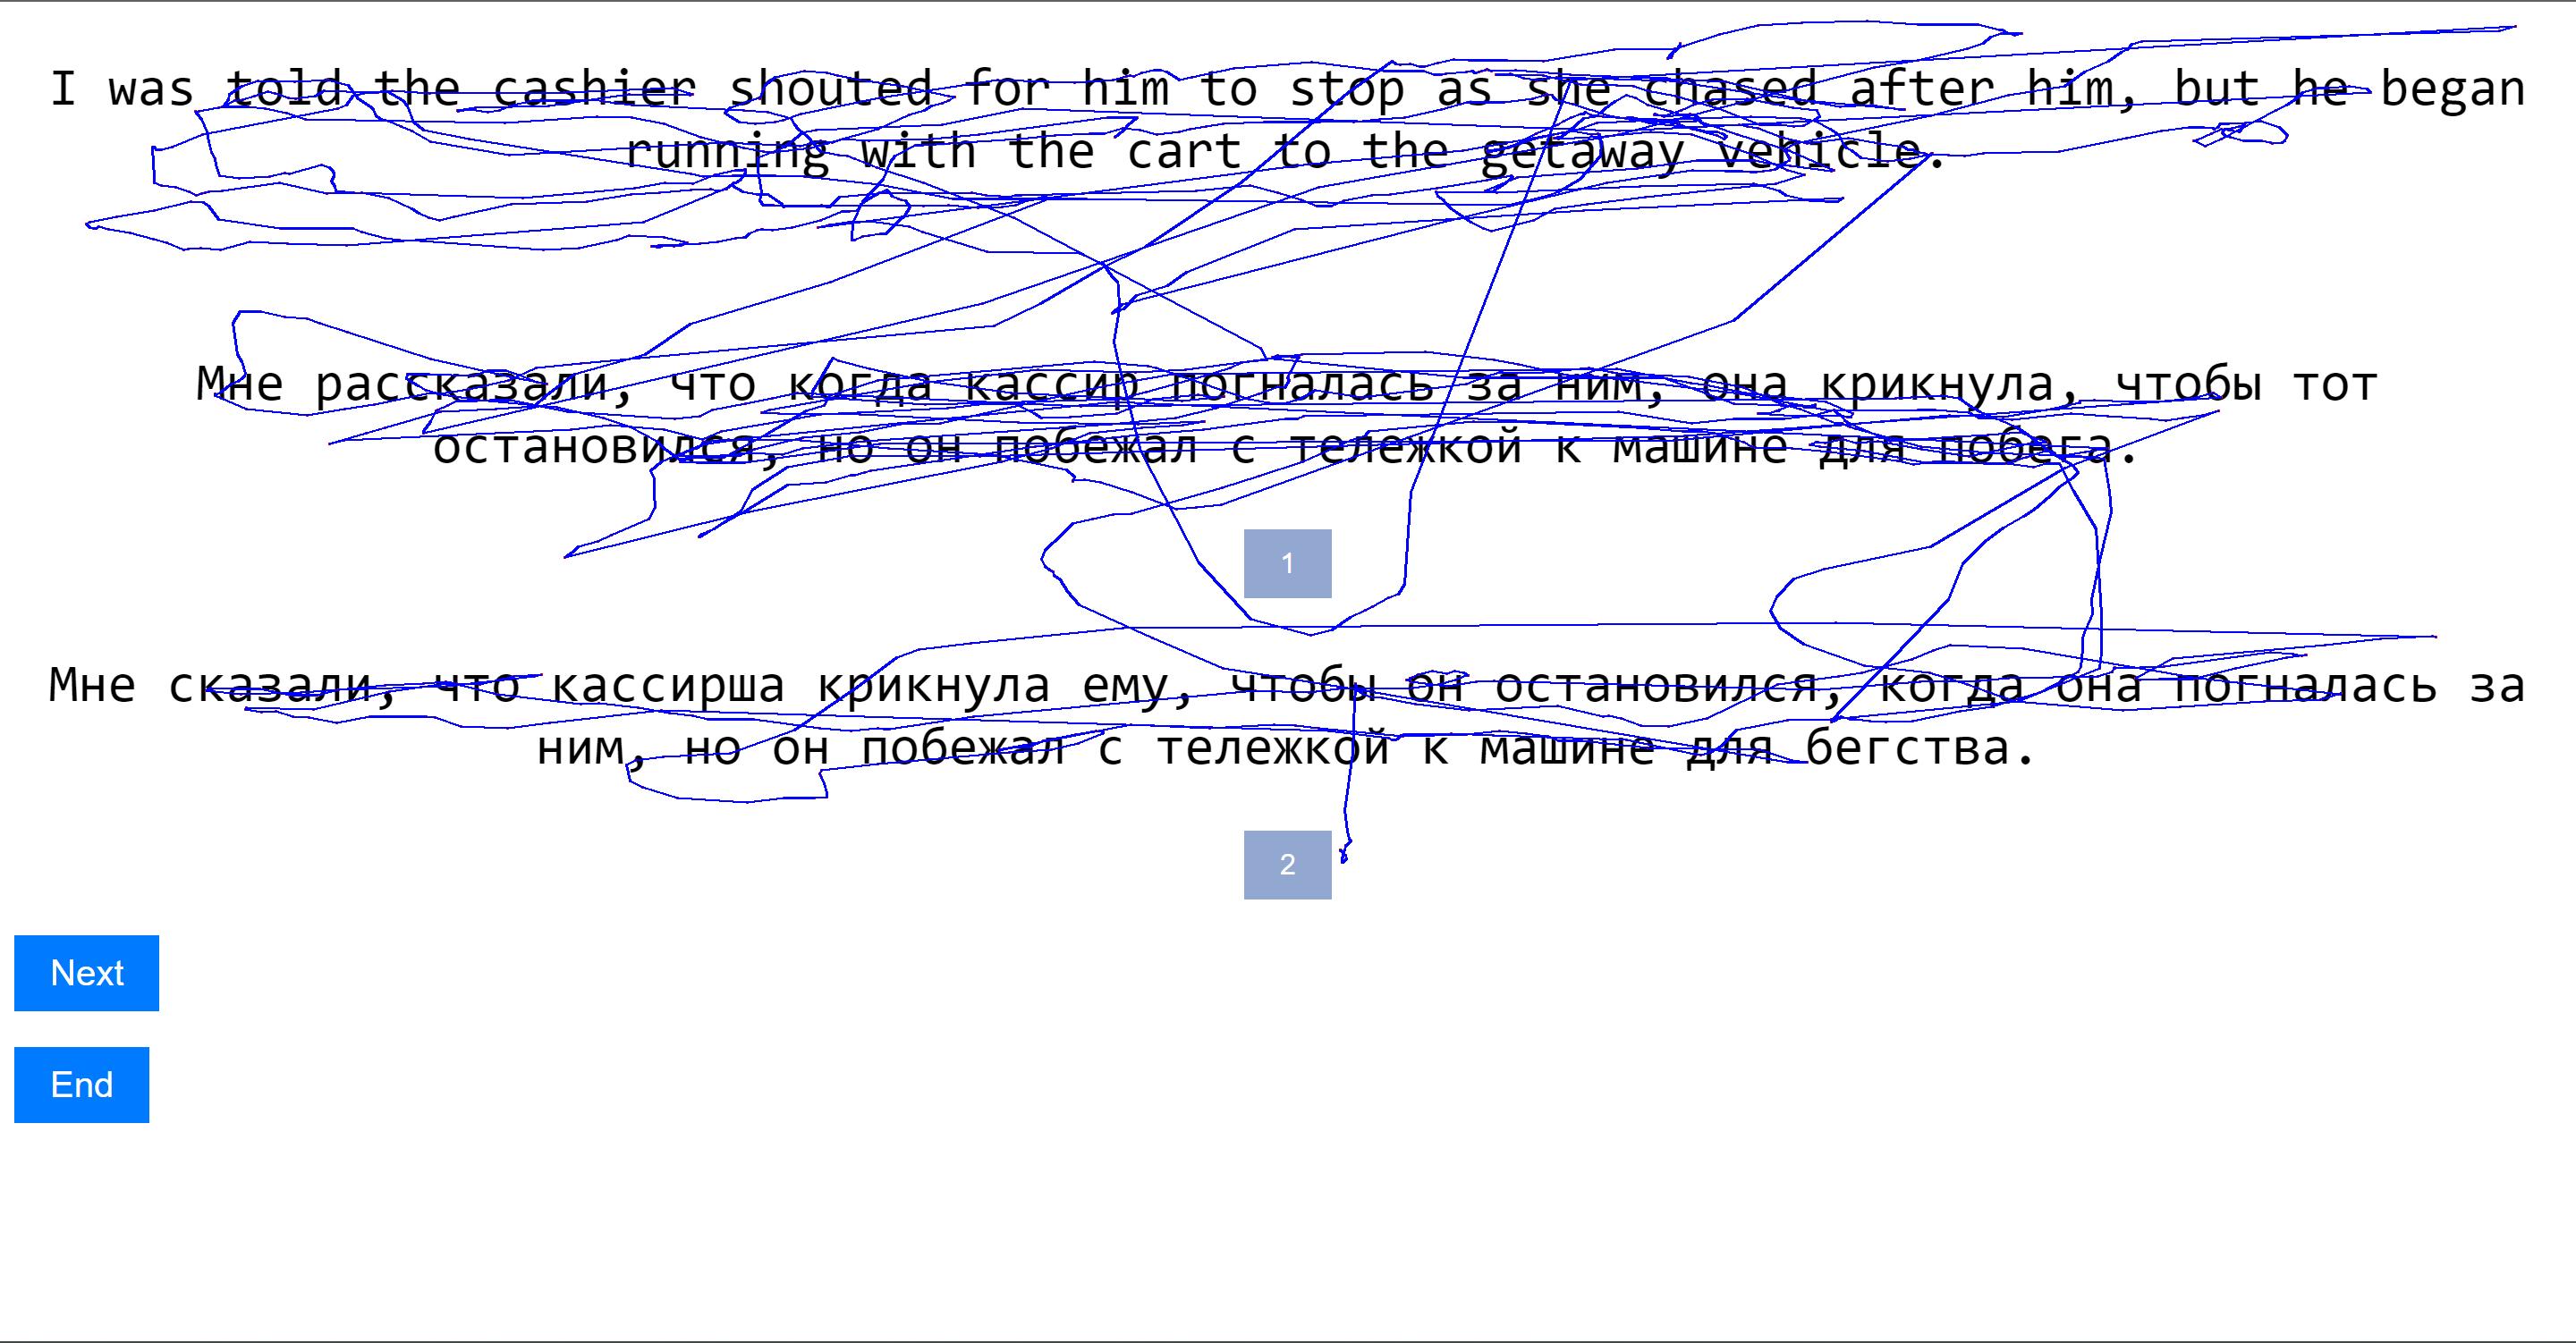 I was told the cashier shouted for him to stop as she chased after him, but he began
running with the cart to the getaway vehicle.
Мне рассказали, что когда кассир погналась за ним, она крикнула, чтобы тот
остановился, но он побежал с тележкой к машине для побега.
1
Мне сказали, что кассирша крикнула ему, чтобы он остановился, когда она погналась за
ним, но он побежал с тележкой к машине для бегства.
2
Next
End